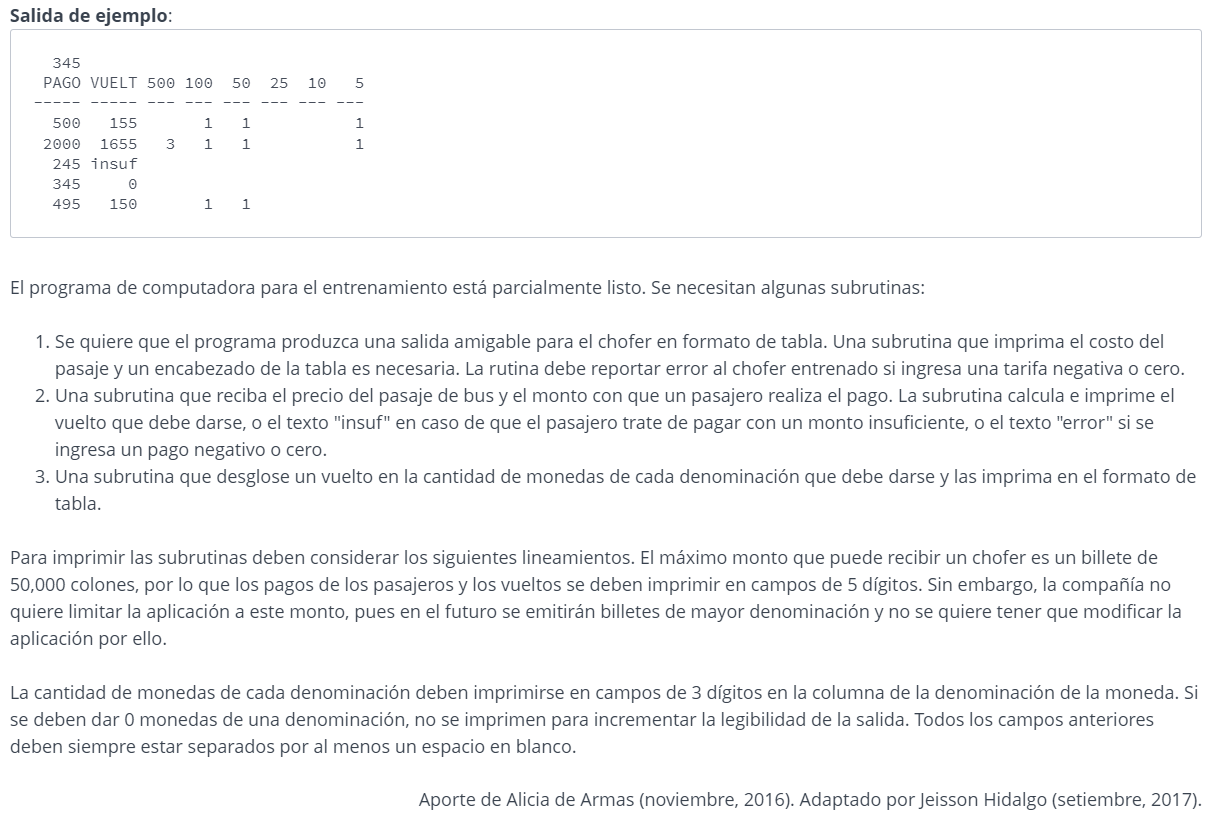 Salida de ejemplo:
  345
 PAGO VUELT 500 100  50  25  10   5
----- ----- --- --- --- --- --- ---
  500   155       1   1           1
 2000  1655   3   1   1           1
  245 insuf
  345     0
  495   150       1   1
El programa de computadora para el entrenamiento está parcialmente listo. Se necesitan algunas subrutinas:
1. Se quiere que el programa produzca una salida amigable para el chofer en formato de tabla. Una subrutina que imprima el costo del
pasaje y un encabezado de la tabla es necesaria. La rutina debe reportar error al chofer entrenado si ingresa una tarifa negativa o cero.
2. Una subrutina que reciba el precio del pasaje de bus y el monto con que un pasajero realiza el pago. La subrutina calcula e imprime el
vuelto que debe darse, o el texto "insuf" en caso de que el pasajero trate de pagar con un monto insuficiente, o el texto "error" si se
ingresa un pago negativo o cero.
3. Una subrutina que desglose un vuelto en la cantidad de monedas de cada denominación que debe darse y las imprima en el formato de
tabla.
Para imprimir las subrutinas deben considerar los siguientes lineamientos. El máximo monto que puede recibir un chofer es un billete de
50,000 colones, por lo que los pagos de los pasajeros y los vueltos se deben imprimir en campos de 5 dígitos. Sin embargo, la compañía no
quiere limitar la aplicación a este monto, pues en el futuro se emitirán billetes de mayor denominación y no se quiere tener que modificar la
aplicación por ello.
La cantidad de monedas de cada denominación deben imprimirse en campos de 3 dígitos en la columna de la denominación de la moneda. Si
se deben dar 0 monedas de una denominación, no se imprimen para incrementar la legibilidad de la salida. Todos los campos anteriores
deben siempre estar separados por al menos un espacio en blanco.
Aporte de Alicia de Armas (noviembre, 2016). Adaptado por Jeisson Hidalgo (setiembre, 2017).